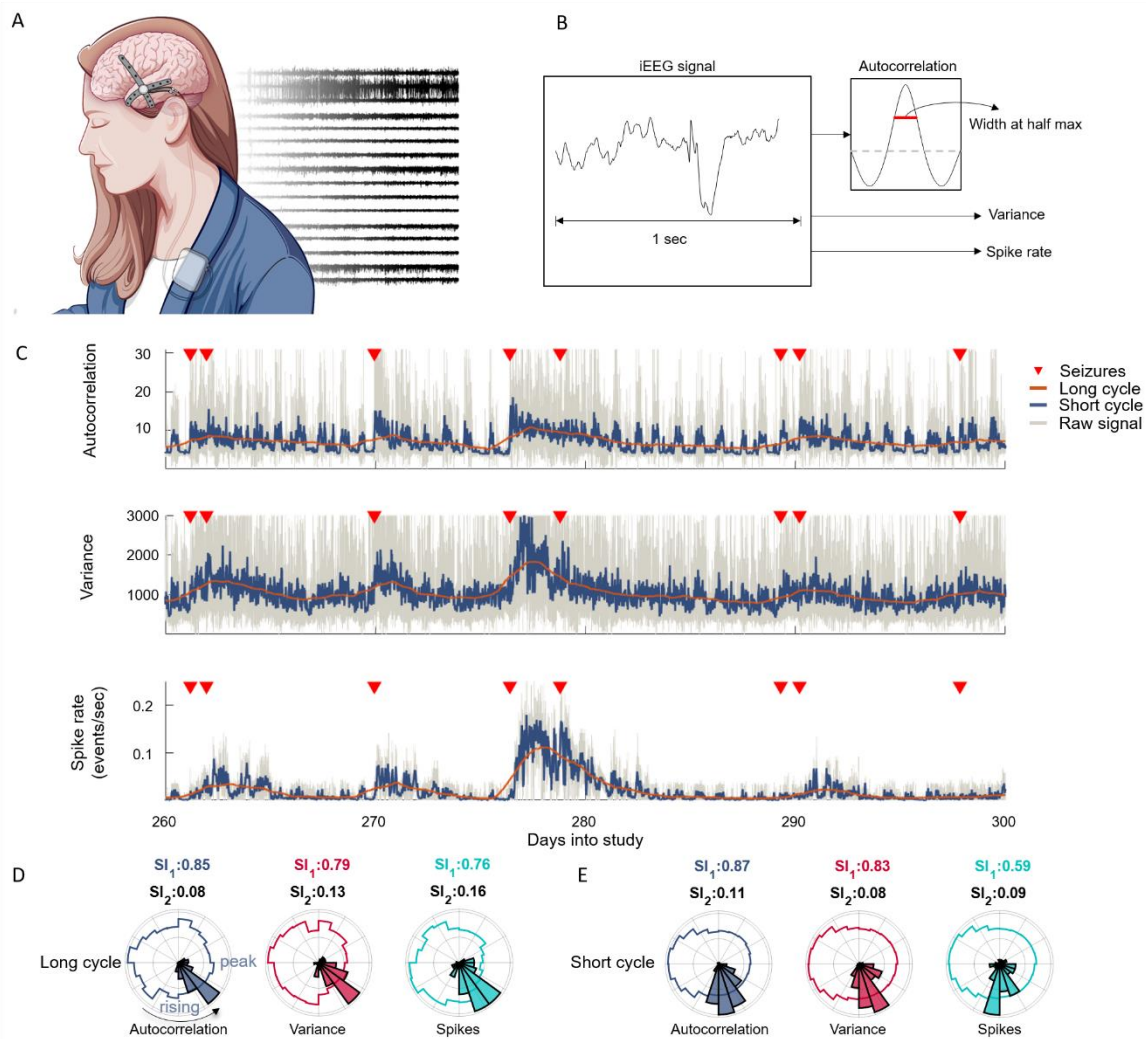 A
B
iEEG signal
1 sec
Autocorrelation
Width at half max
Variance
Spike rate
C
Autocorrelation
30
20
10
Seizures
Long cycle
Short cycle
Raw signal
Variance
3000
2000
1000
Spike rate
(events/sec)
0.2
0.1
260
270
280
290
300
Days into study
D
SI1:0.85
SI2:0.08
SI1:0.79
SI2:0.13
SI1:0.76
SI2:0.16
Long cycle
peak
rising
Autocorrelation
Variance
Spikes
E
SI1:0.87
SI2:0.11
SI1:0.83
SI2:0.08
SI1:0.59
SI2:0.09
Short cycle
Autocorrelation
Variance
Spikes